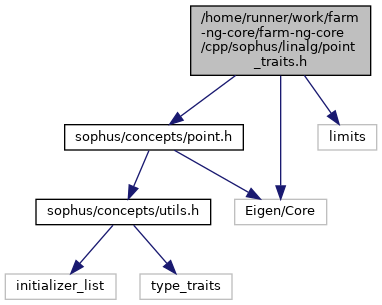 /home/runner/work/farm
-ng-core/farm-ng-core
/cpp/sophus/linalg/point
_traits.h
sophus/concepts/point.h
limits
sophus/concepts/utils.h
Eigen/Core
initializer_list
type_traits